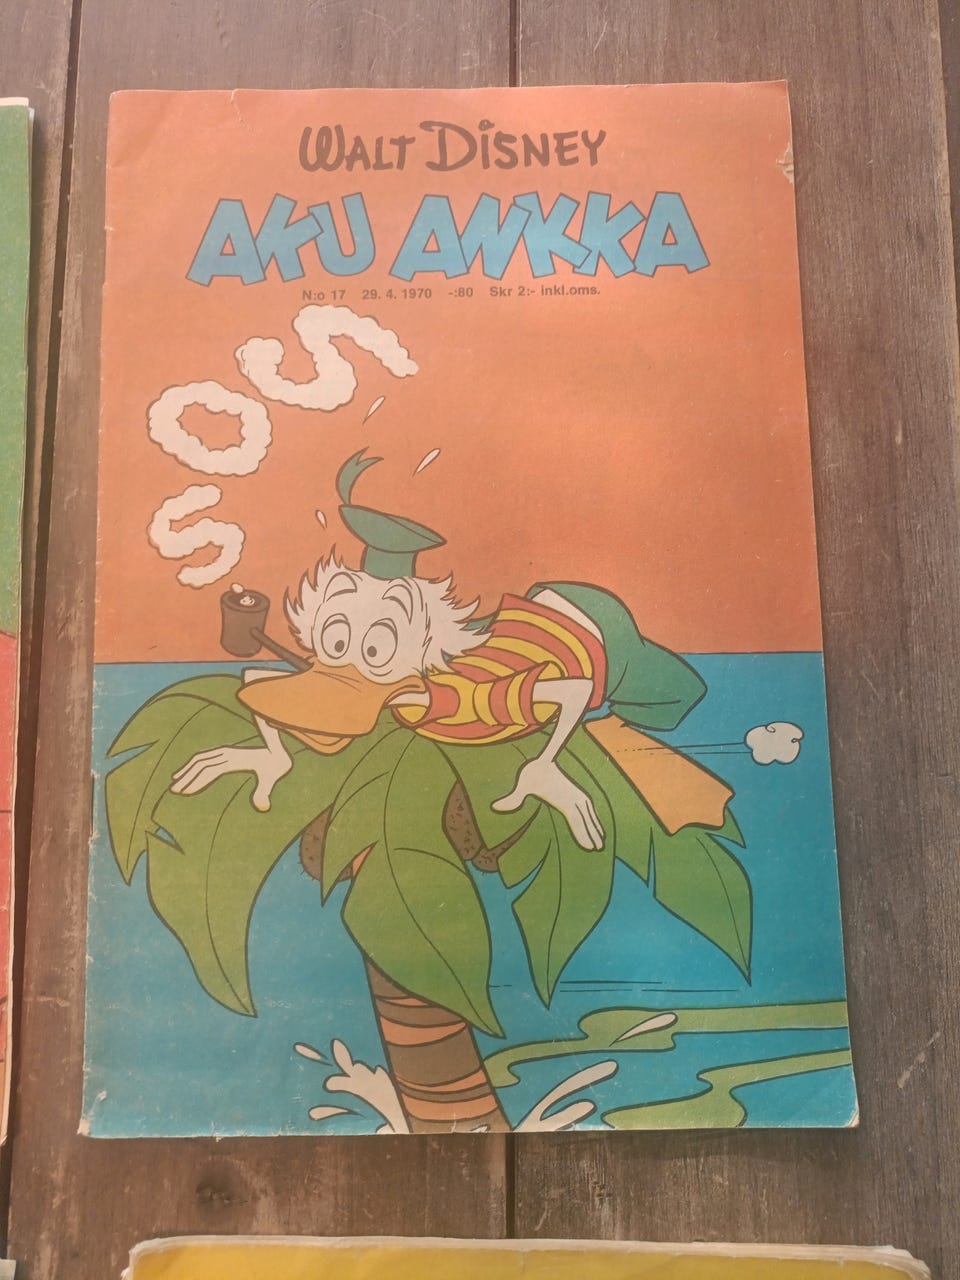 WALT DISNEY
AKU ANKKA
N:o 17 29. 4. 1970 -:80 Skr 2:- inkl.oms.
SOS